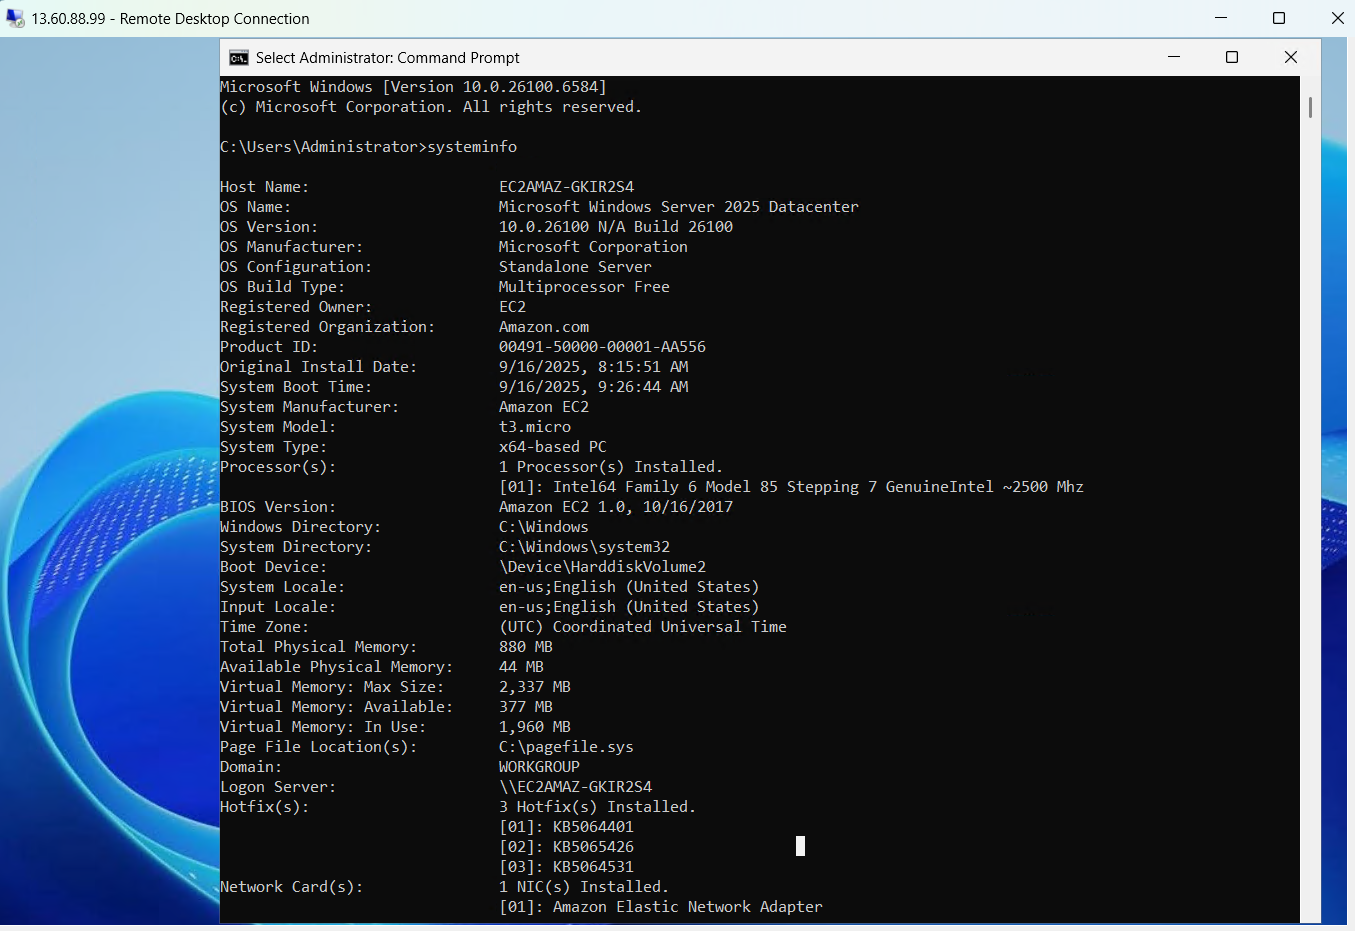 13.60.88.99 - Remote Desktop Connection
Select Administrator: Command Prompt
Microsoft Windows [Version 10.0.26100.6584]
(c) Microsoft Corporation. All rights reserved.
C:\Users\Administrator>systeminfo
Host Name: EC2AMAZ-GKIR2S4
OS Name: Microsoft Windows Server 2025 Datacenter
OS Version: 10.0.26100 N/A Build 26100
OS Manufacturer: Microsoft Corporation
OS Configuration: Standalone Server
OS Build Type: Multiprocessor Free
Registered Owner: EC2
Registered Organization: Amazon.com
Product ID: 00491-50000-00001-AA556
Original Install Date: 9/16/2025, 8:15:51 AM
System Boot Time: 9/16/2025, 9:26:44 AM
System Manufacturer: Amazon EC2
System Model: t3.micro
System Type: x64-based PC
Processor(s): 1 Processor(s) Installed.
[01]: Intel64 Family 6 Model 85 Stepping 7 GenuineIntel ~2500 Mhz
BIOS Version: Amazon EC2 1.0, 10/16/2017
Windows Directory: C:\Windows
System Directory: C:\Windows\system32
Boot Device: \Device\HarddiskVolume2
System Locale: en-us;English (United States)
Input Locale: en-us;English (United States)
Time Zone: (UTC) Coordinated Universal Time
Total Physical Memory: 880 MB
Available Physical Memory: 44 MB
Virtual Memory: Max Size: 2,337 MB
Virtual Memory: Available: 377 MB
Virtual Memory: In Use: 1,960 MB
Page File Location(s): C:\pagefile.sys
Domain: WORKGROUP
Logon Server: \\EC2AMAZ-GKIR2S4
Hotfix(s): 3 Hotfix(s) Installed.
[01]: KB5064401
[02]: KB5065426
[03]: KB5064531
Network Card(s): 1 NIC(s) Installed.
[01]: Amazon Elastic Network Adapter